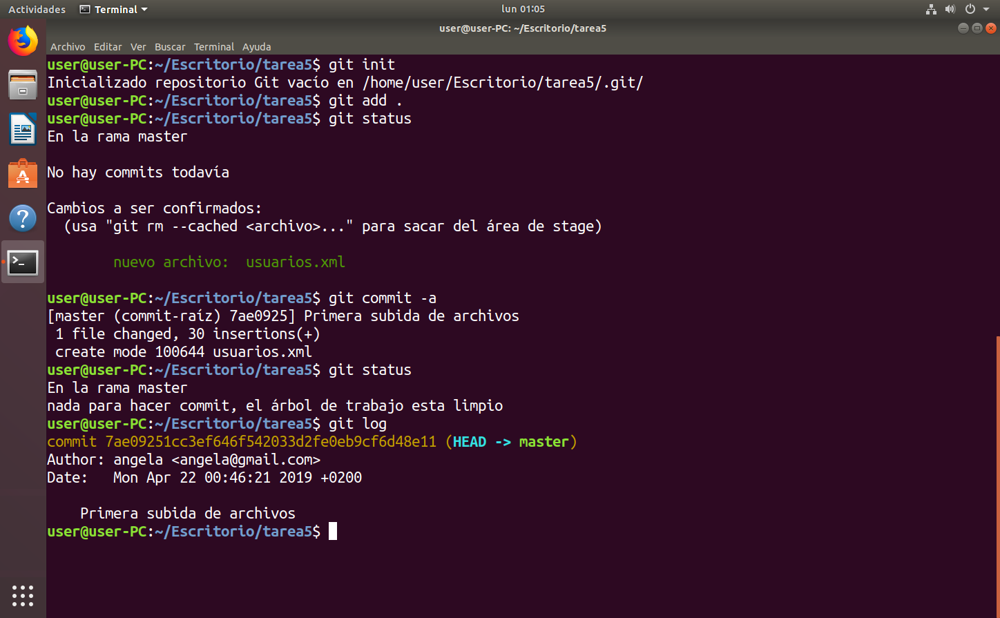 Actividades Terminal lun 01:05
user@user-PC: ~/Escritorio/tarea5
Archivo Editar Ver Buscar Terminal Ayuda
user@user-PC:~/Escritorio/tarea5$ git init
Inicializado repositorio Git vacío en /home/user/Escritorio/tarea5/.git/
user@user-PC:~/Escritorio/tarea5$ git add .
user@user-PC:~/Escritorio/tarea5$ git status
En la rama master
No hay commits todavía
Cambios a ser confirmados:
(usa "git rm --cached <archivo>..." para sacar del área de stage)
nuevo archivo: usuarios.xml
user@user-PC:~/Escritorio/tarea5$ git commit -a
[master (commit-raíz) 7ae0925] Primera subida de archivos
1 file changed, 30 insertions(+)
create mode 100644 usuarios.xml
user@user-PC:~/Escritorio/tarea5$ git status
En la rama master
nada para hacer commit, el árbol de trabajo esta limpio
user@user-PC:~/Escritorio/tarea5$ git log
commit 7ae09251cc3ef646f542033d2fe0eb9cf6d48e11 (HEAD -> master)
Author: angela <angela@gmail.com>
Date: Mon Apr 22 00:46:21 2019 +0200
Primera subida de archivos
user@user-PC:~/Escritorio/tarea5$